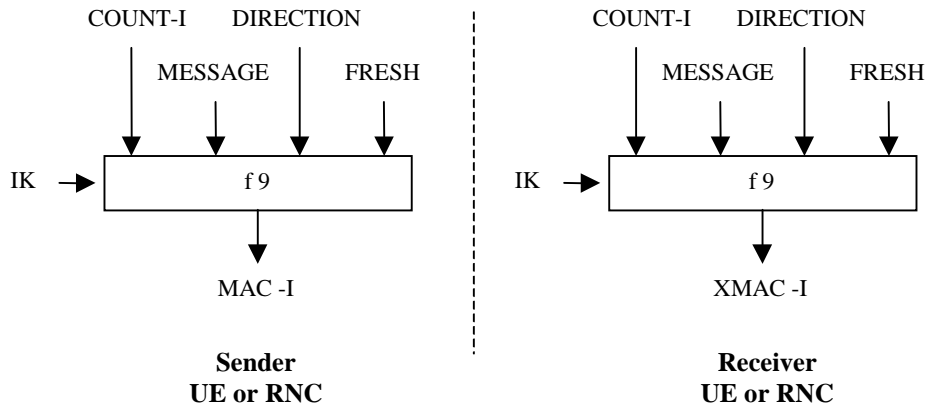 COUNT-I DIRECTION
MESSAGE FRESH
IK f 9
MAC -I
Sender
UE or RNC
COUNT-I DIRECTION
MESSAGE FRESH
IK f 9
XMAC -I
Receiver
UE or RNC